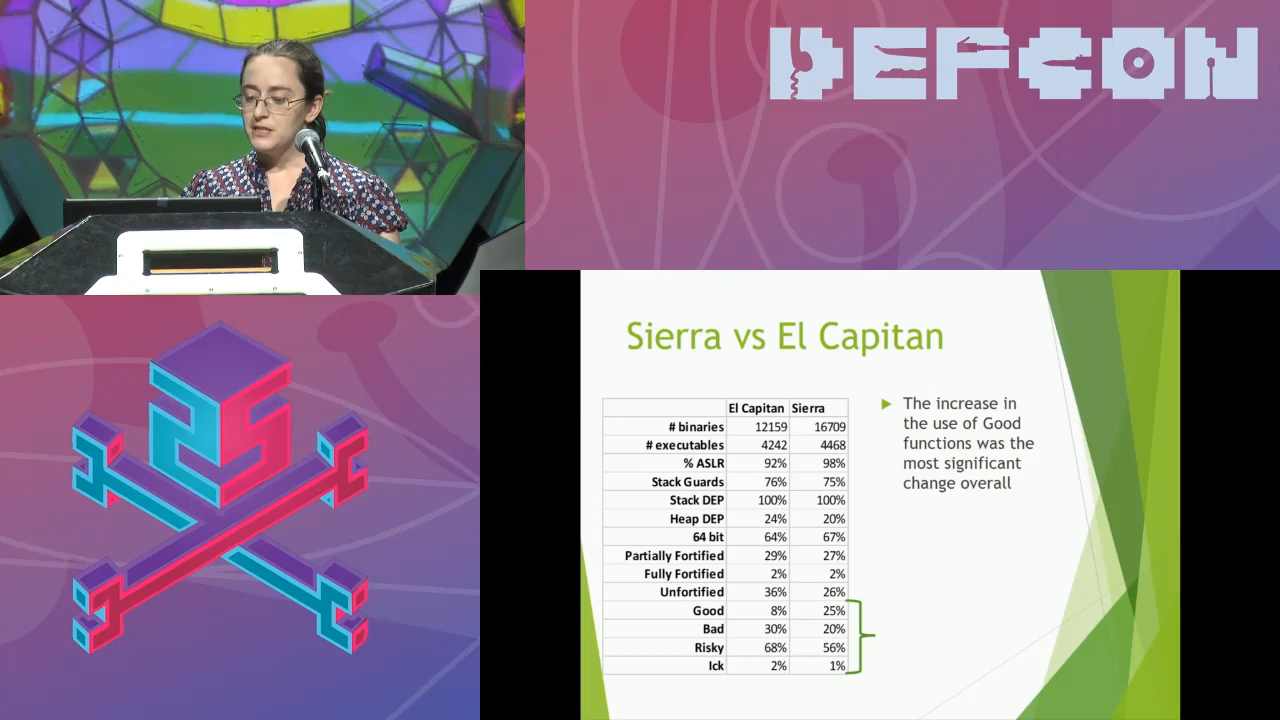 DEFCON
Sierra vs El Capitan
El Capitan Sierra
# binaries 12159 16709
# executables 4242 4468
% ASLR 92% 98%
Stack Guards 76% 75%
Stack DEP 100% 100%
Heap DEP 24% 20%
64 bit 64% 67%
Partially Fortified 29% 27%
Fully Fortified 2% 2%
Unfortified 36% 26%
Good 8% 25%
Bad 30% 20%
Risky 68% 56%
Ick 2% 1%
The increase in
the use of Good
functions was the
most significant
change overall